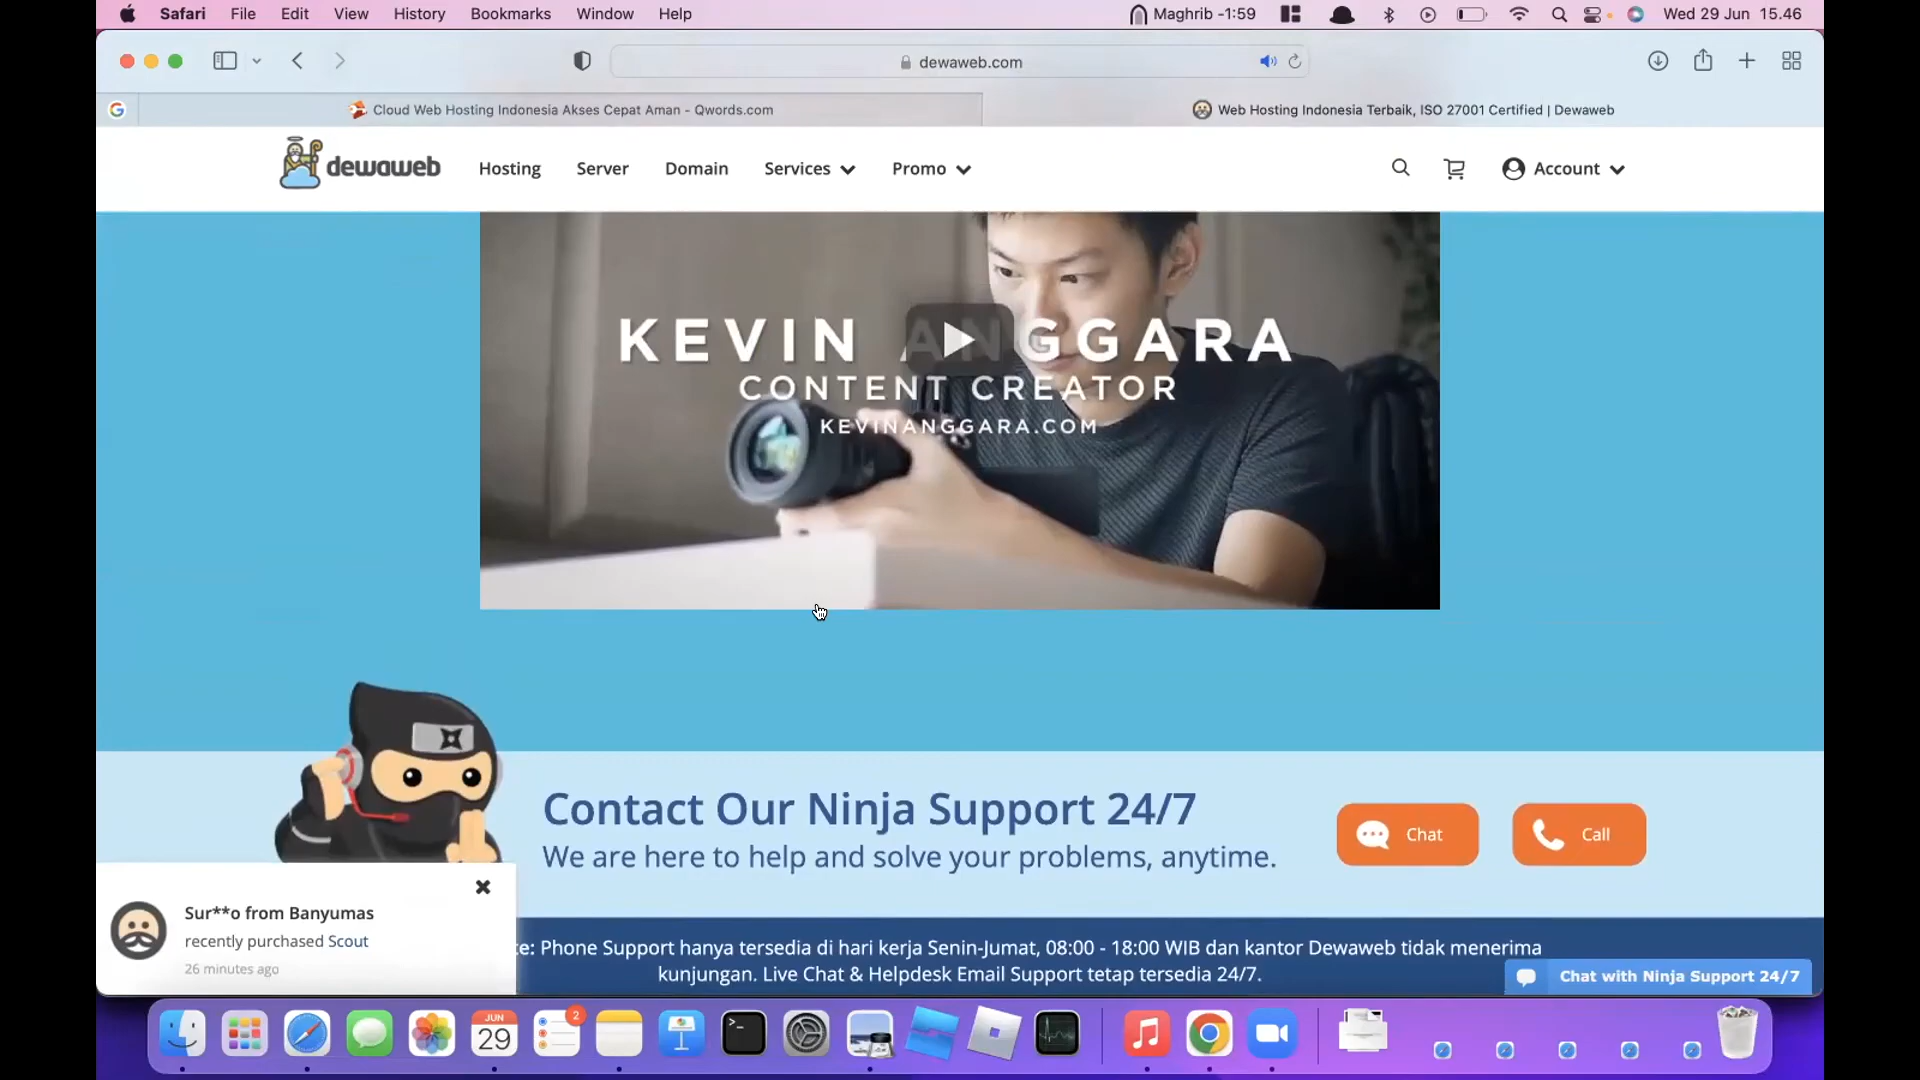 Safari File Edit View History Bookmarks Window Help Maghrib -1:59 Wed 29 Jun 15.46
dewaweb.com
Cloud Web Hosting Indonesia Akses Cepat Aman - Qwords.com
Web Hosting Indonesia Terbaik, ISO 27001 Certified | Dewaweb
dewaweb Hosting Server Domain Services Promo Account
KEVIN ANGGARA
CONTENT CREATOR
KEVINANGGARA.COM
Contact Our Ninja Support 24/7
We are here to help and solve your problems, anytime.
Chat
Call
Sur**o from Banyumas
recently purchased Scout
26 minutes ago
te: Phone Support hanya tersedia di hari kerja Senin-Jumat, 08:00 - 18:00 WIB dan kantor Dewaweb tidak menerima
kunjungan. Live Chat & Helpdesk Email Support tetap tersedia 24/7.
Chat with Ninja Support 24/7
JUN
29
2